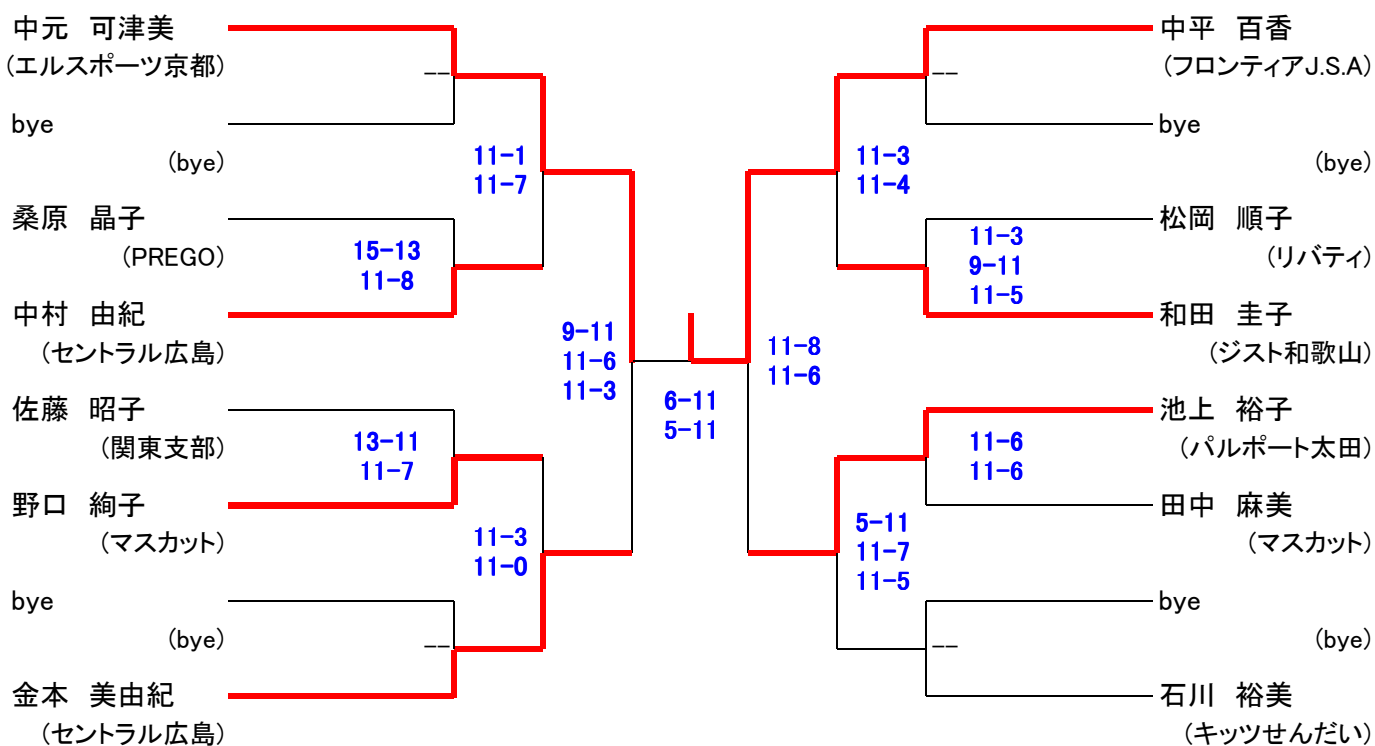 中元 可津美
(エルスポーツ京都)
--
bye
(bye)
11-1
11-7
桑原 晶子
(PREGO)
15-13
11-8
中村 由紀
(セントラル広島)
9-11
11-6
11-3
佐藤 昭子
(関東支部)
13-11
11-7
野口 絢子
(マスカット)
11-3
11-0
bye
(bye)
--
金本 美由紀
(セントラル広島)
6-11
5-11
中平 百香
(フロンティアJ.S.A)
--
bye
(bye)
11-3
11-4
松岡 順子
(リバティ)
11-3
9-11
11-5
和田 圭子
(ジスト和歌山)
11-8
11-6
池上 裕子
(パルポート太田)
11-6
11-6
田中 麻美
(マスカット)
5-11
11-7
11-5
bye
(bye)
--
石川 裕美
(キッツせんだい)